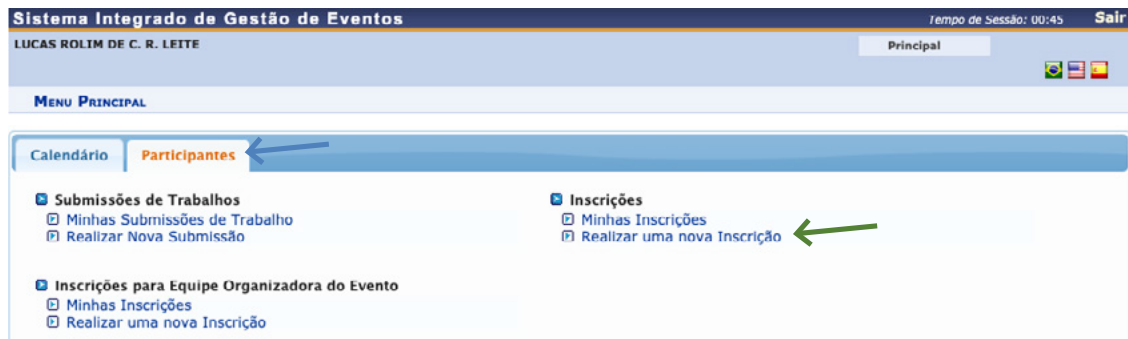 Sistema Integrado de Gestão de Eventos
Tempo de Sessão: 00:45
Sair
LUCAS ROLIM DE C. R. LEITE
Principal
MENU PRINCIPAL
Calendário
Participantes
Submissões de Trabalhos
Minhas Submissões de Trabalho
Realizar Nova Submissão
Inscrições
Minhas Inscrições
Realizar uma nova Inscrição
Inscrições para Equipe Organizadora do Evento
Minhas Inscrições
Realizar uma nova Inscrição